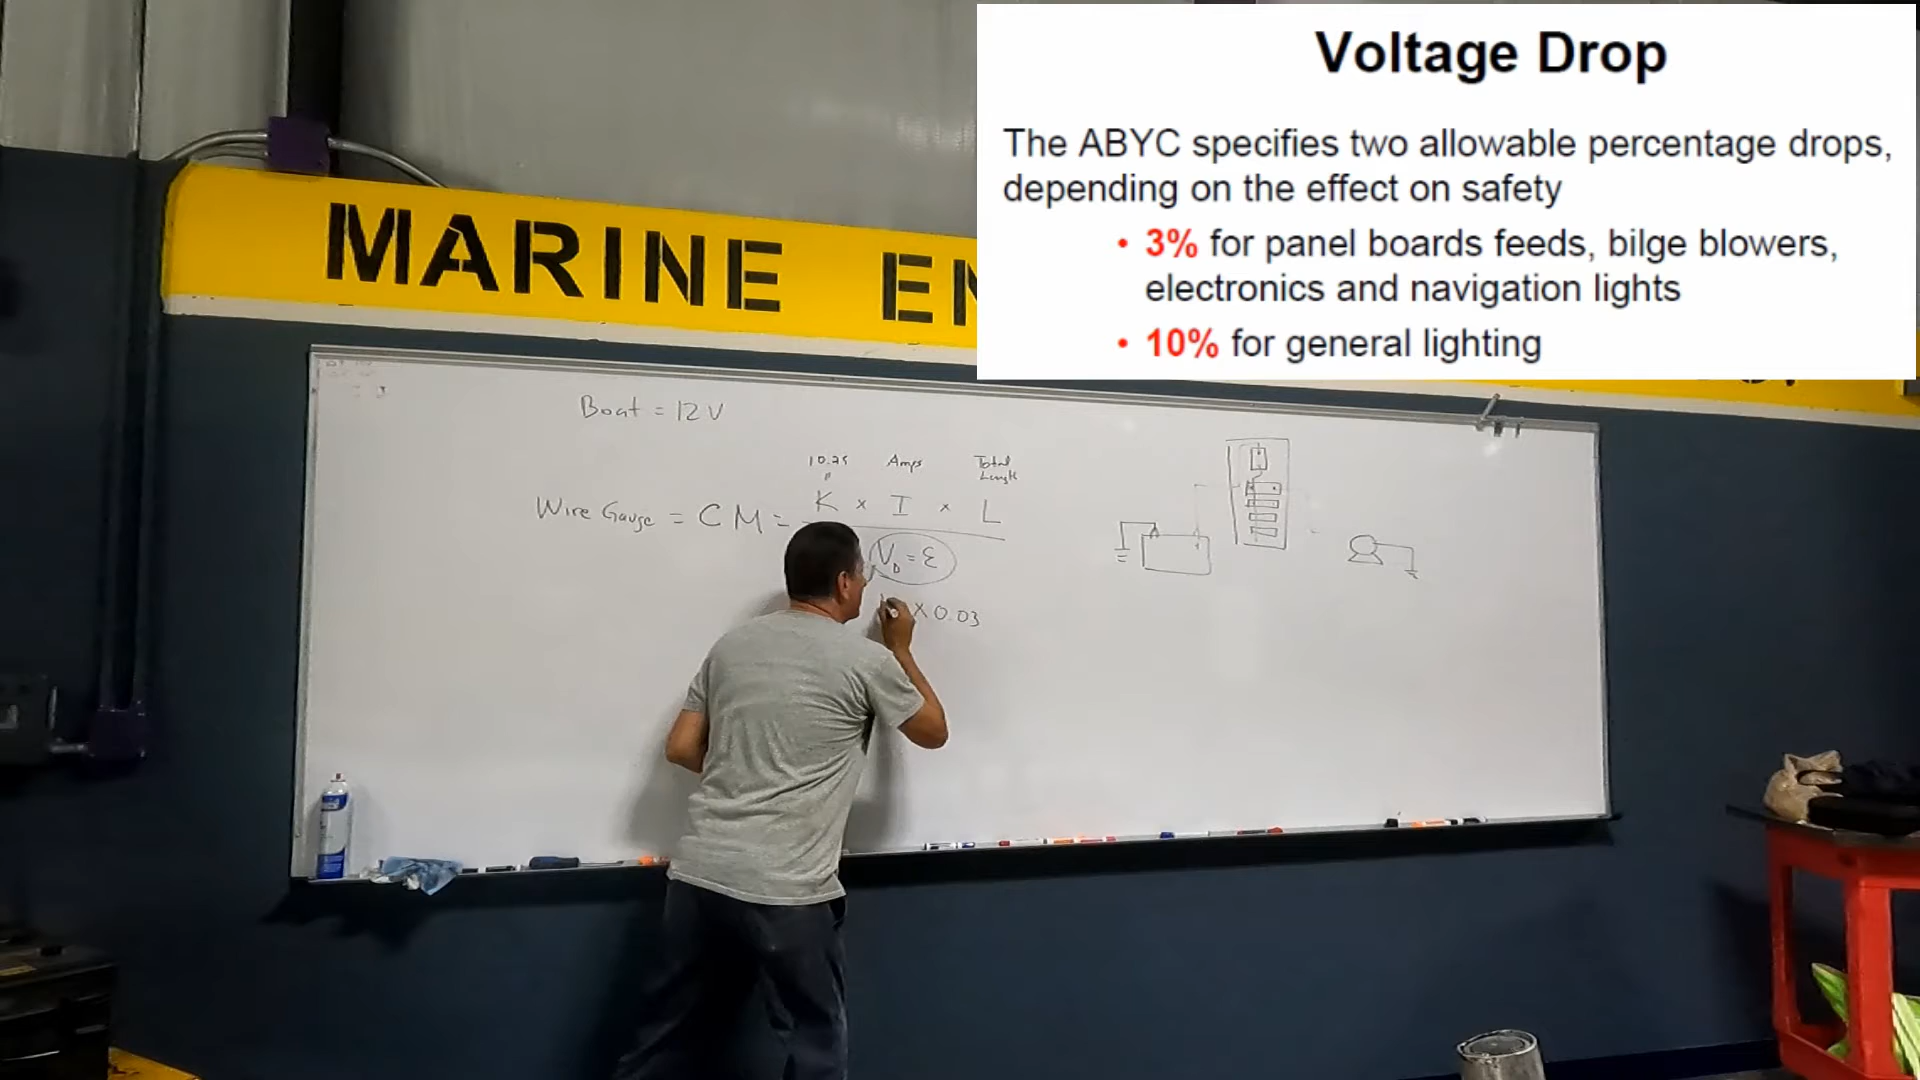 Voltage Drop
The ABYC specifies two allowable percentage drops,
depending on the effect on safety
• 3% for panel boards feeds, bilge blowers,
electronics and navigation lights
• 10% for general lighting
MARINE EN
Boat = 12 V
10.75 Amps Total
Length
Wire Gauge = CM = K x I x L
V_D = E
x 0.03